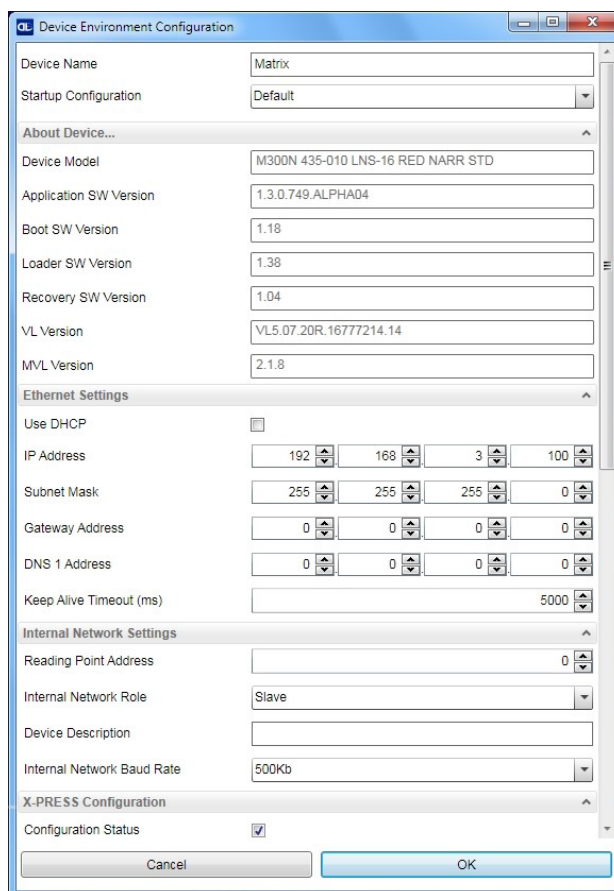 DL Device Environment Configuration
Device Name Matrix
Startup Configuration Default
About Device...
Device Model M300N 435-010 LNS-16 RED NARR STD
Application SW Version 1.3.0.749.ALPHA04
Boot SW Version 1.18
Loader SW Version 1.38
Recovery SW Version 1.04
VL Version VL5.07.20R.16777214.14
MVL Version 2.1.8
Ethernet Settings
Use DHCP
IP Address 192 . 168 . 3 . 100
Subnet Mask 255 . 255 . 255 . 0
Gateway Address 0 . 0 . 0 . 0
DNS 1 Address 0 . 0 . 0 . 0
Keep Alive Timeout (ms) 5000
Internal Network Settings
Reading Point Address 0
Internal Network Role Slave
Device Description
Internal Network Baud Rate 500Kb
X-PRESS Configuration
Configuration Status
Cancel OK